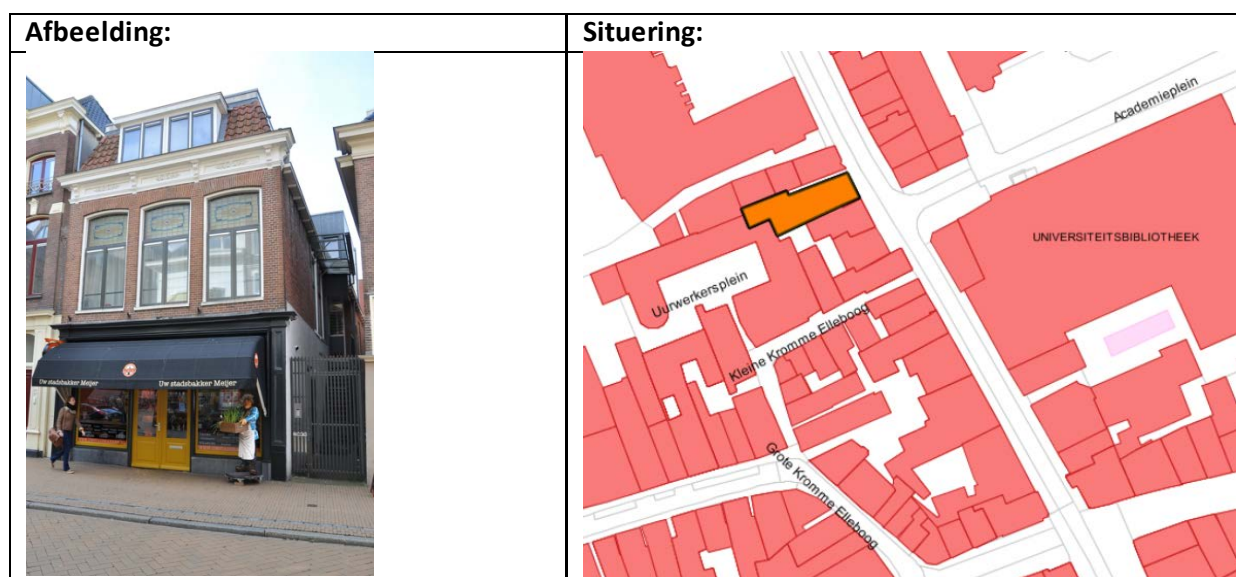 Afbeelding:
Situering:
Uw stadsbakker Meijer
Uw stadsbakker Meijer
Academieplein
UNIVERSITEITSBIBLIOTHEEK
Uurwerkersplein
Kleine Kromme Elleboog
Grote Kromme Elleboog